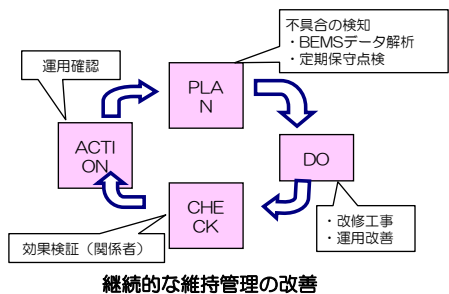 不具合の検知
・BEMSデータ解析
・定期保守点検
運用確認
PLA
N
ACTI
ON
DO
CHE
CK
・改修工事
・運用改善
効果検証（関係者）
継続的な維持管理の改善